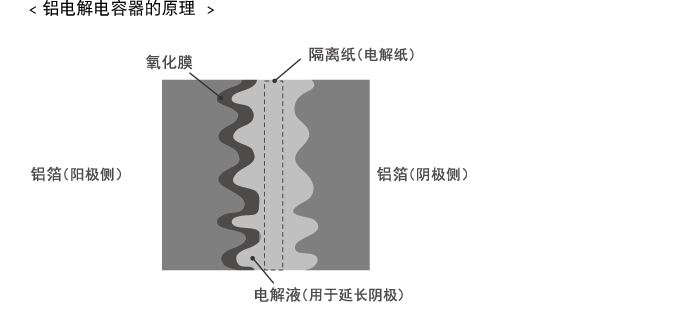 < 铝电解电容器的原理 >
隔离纸(电解纸)
氧化膜
铝箔(阳极侧)
铝箔(阴极侧)
电解液(用于延长阴极)